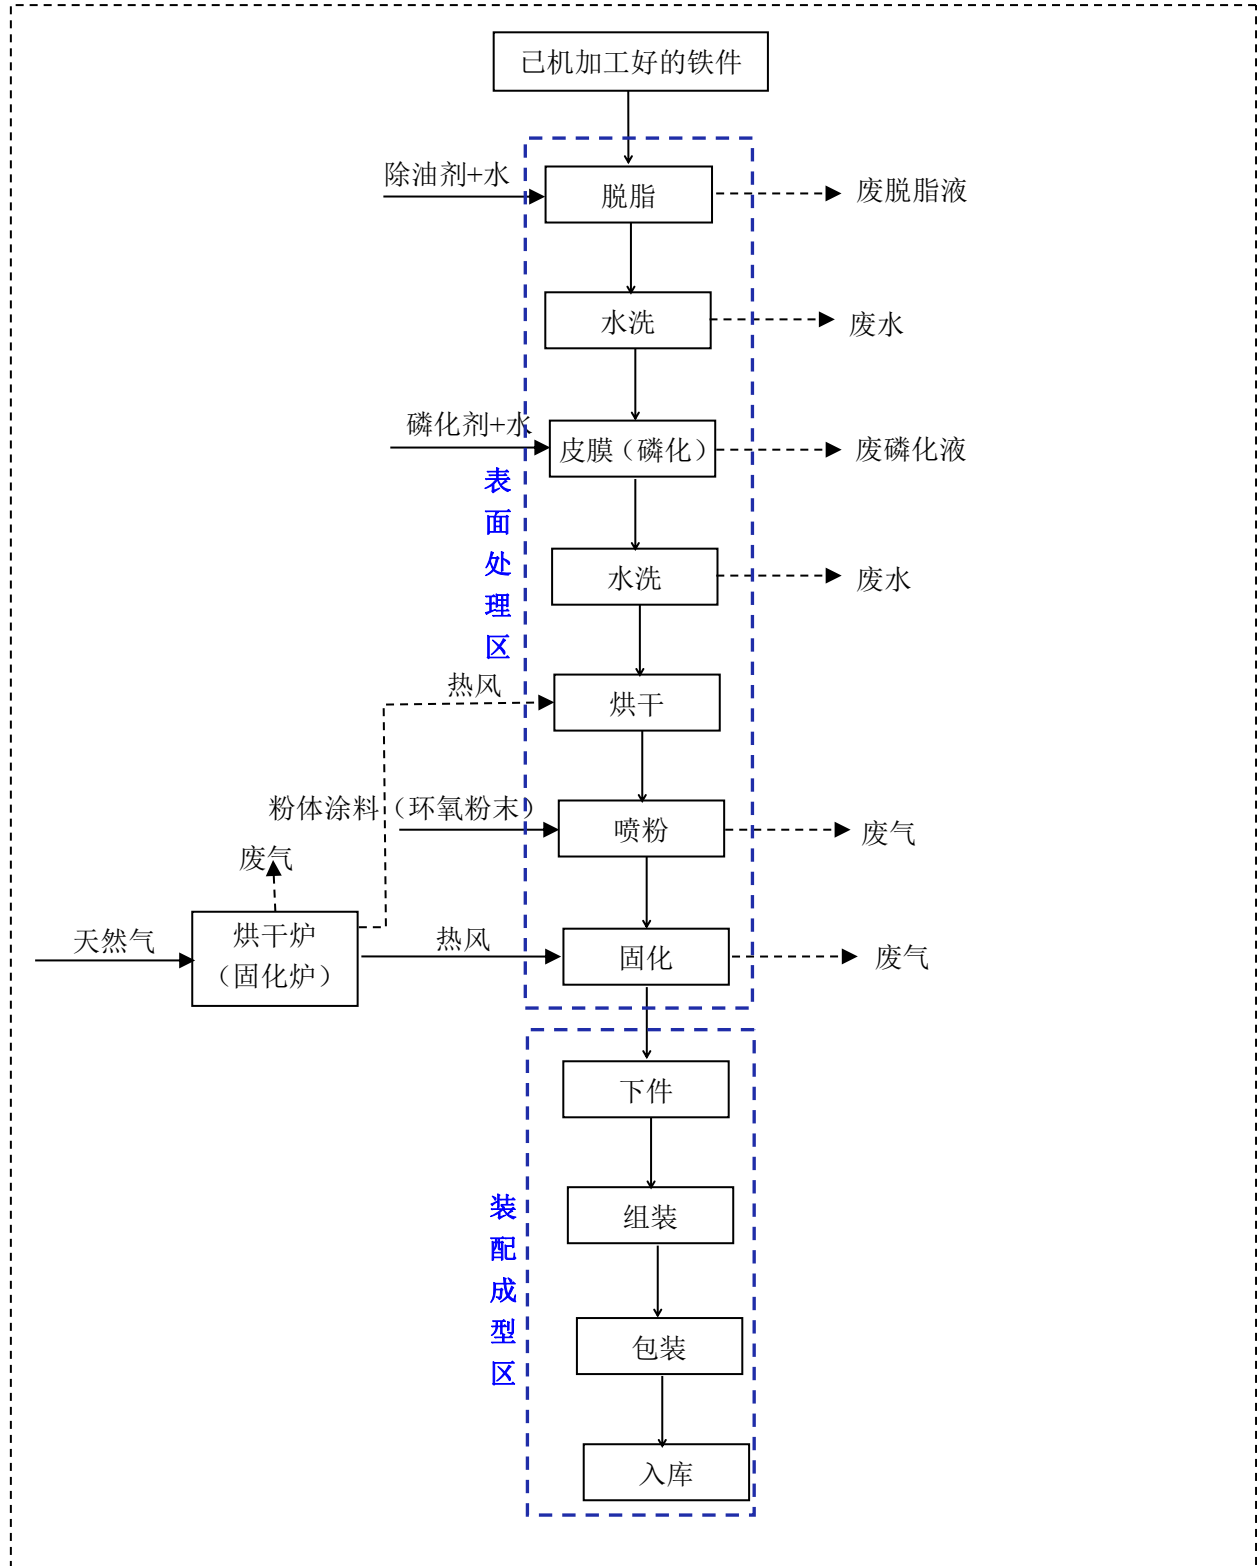 已机加工好的铁件
除油剂+水
脱脂
废脱脂液
水洗
废水
磷化剂+水
皮膜（磷化）
废磷化液
表面处理区
水洗
废水
热风
烘干
粉体涂料（环氧粉末）
喷粉
废气
废气
天然气
烘干炉
（固化炉）
热风
固化
废气
下件
装配成型区
组装
包装
入库